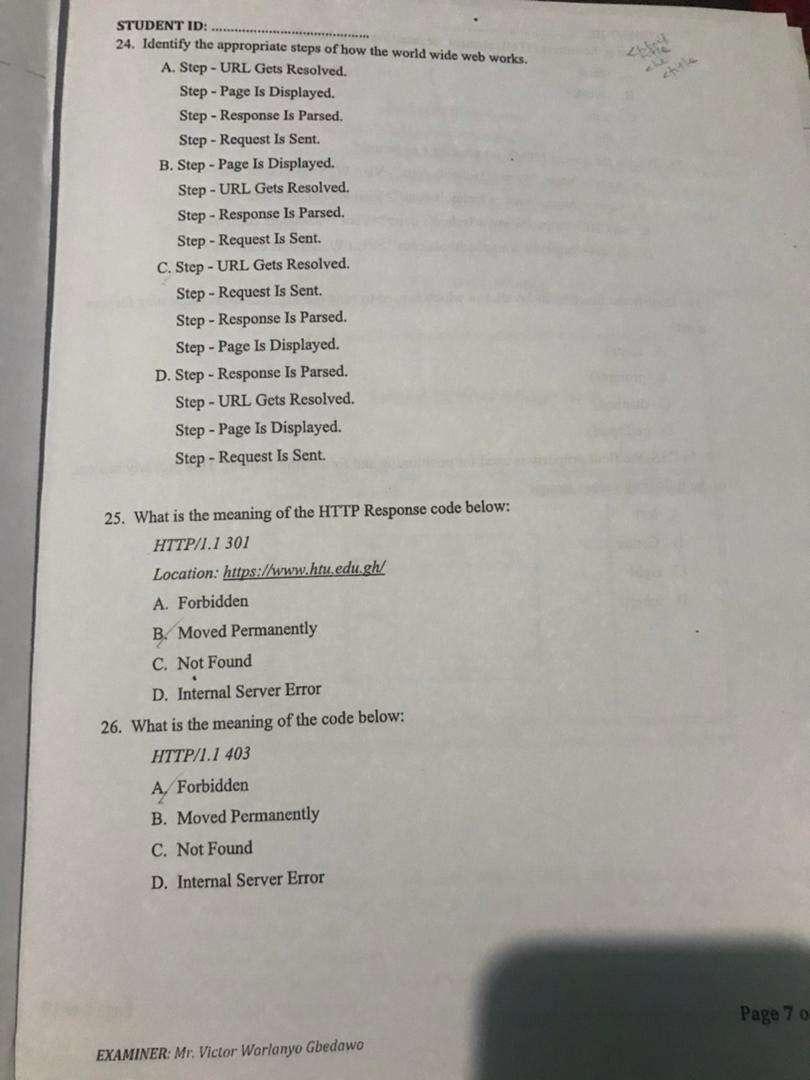 STUDENT ID: ........................................
24. Identify the appropriate steps of how the world wide web works.
A. Step - URL Gets Resolved.
Step - Page Is Displayed.
Step - Response Is Parsed.
Step - Request Is Sent.
B. Step - Page Is Displayed.
Step - URL Gets Resolved.
Step - Response Is Parsed.
Step - Request Is Sent.
C. Step - URL Gets Resolved.
Step - Request Is Sent.
Step - Response Is Parsed.
Step - Page Is Displayed.
D. Step - Response Is Parsed.
Step - URL Gets Resolved.
Step - Page Is Displayed.
Step - Request Is Sent.
25. What is the meaning of the HTTP Response code below:
HTTP/1.1 301
Location: https://www.htu.edu.gh/
A. Forbidden
B. Moved Permanently
C. Not Found
D. Internal Server Error
26. What is the meaning of the code below:
HTTP/1.1 403
A. Forbidden
B. Moved Permanently
C. Not Found
D. Internal Server Error
Page 7 o
EXAMINER: Mr. Victor Worlanyo Gbedawo